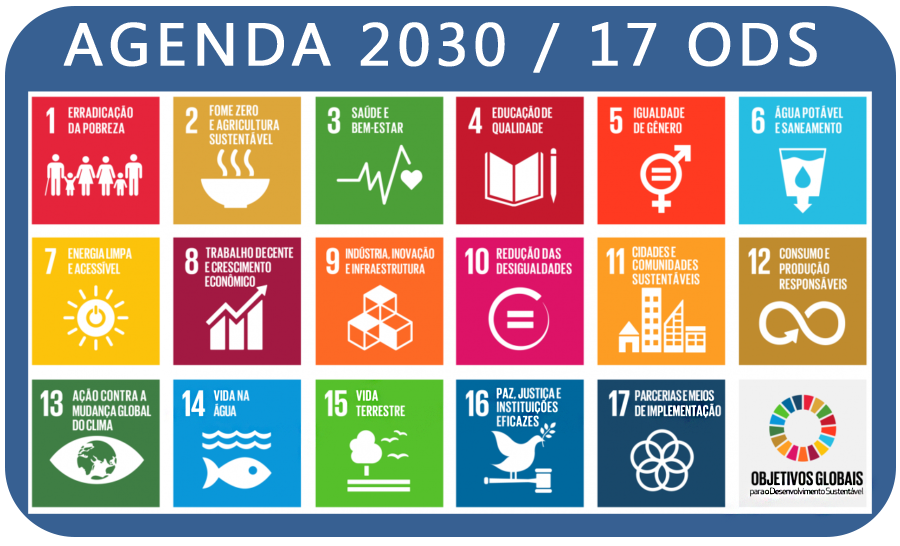 AGENDA 2030 / 17 ODS
1 ERRADICAÇÃO
DA POBREZA
2 FOME ZERO
E AGRICULTURA
SUSTENTÁVEL
3 SAÚDE E
BEM-ESTAR
4 EDUCAÇÃO DE
QUALIDADE
5 IGUALDADE
DE GÊNERO
6 ÁGUA POTÁVEL
E SANEAMENTO
7 ENERGIA LIMPA
E ACESSÍVEL
8 TRABALHO DECENTE
E CRESCIMENTO
ECONÔMICO
9 INDÚSTRIA, INOVAÇÃO
E INFRAESTRUTURA
10 REDUÇÃO DAS
DESIGUALDADES
11 CIDADES E
COMUNIDADES
SUSTENTÁVEIS
12 CONSUMO E
PRODUÇÃO
RESPONSÁVEIS
13 AÇÃO CONTRA A
MUDANÇA GLOBAL
DO CLIMA
14 VIDA NA
ÁGUA
15 VIDA
TERRESTRE
16 PAZ, JUSTIÇA E
INSTITUIÇÕES
EFICAZES
17 PARCERIAS E MEIOS
DE IMPLEMENTAÇÃO
OBJETIVOS GLOBAIS
para o Desenvolvimento Sustentável